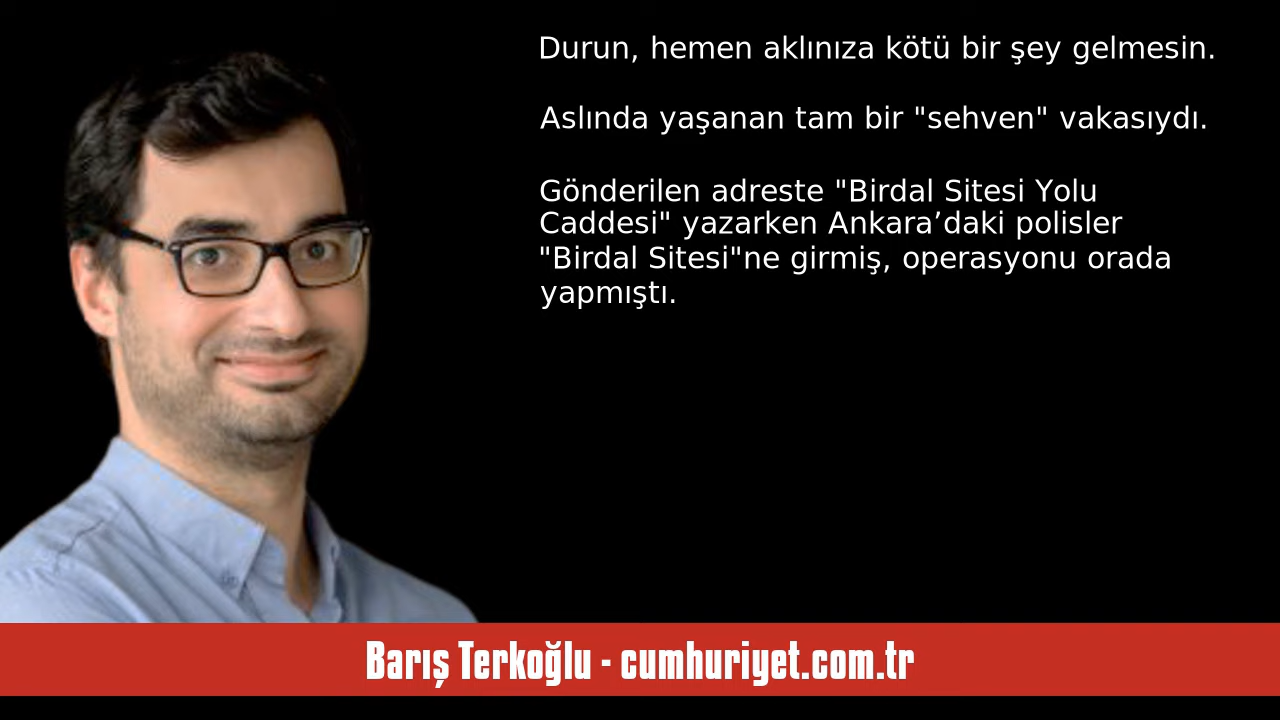 Durun, hemen aklınıza kötü bir şey gelmesin.
Aslında yaşanan tam bir "sehven" vakasıydı.
Gönderilen adreste "Birdal Sitesi Yolu
Caddesi" yazarken Ankara’daki polisler
"Birdal Sitesi"ne girmiş, operasyonu orada
yapmıştı.
Barış Terkoğlu - cumhuriyet.com.tr